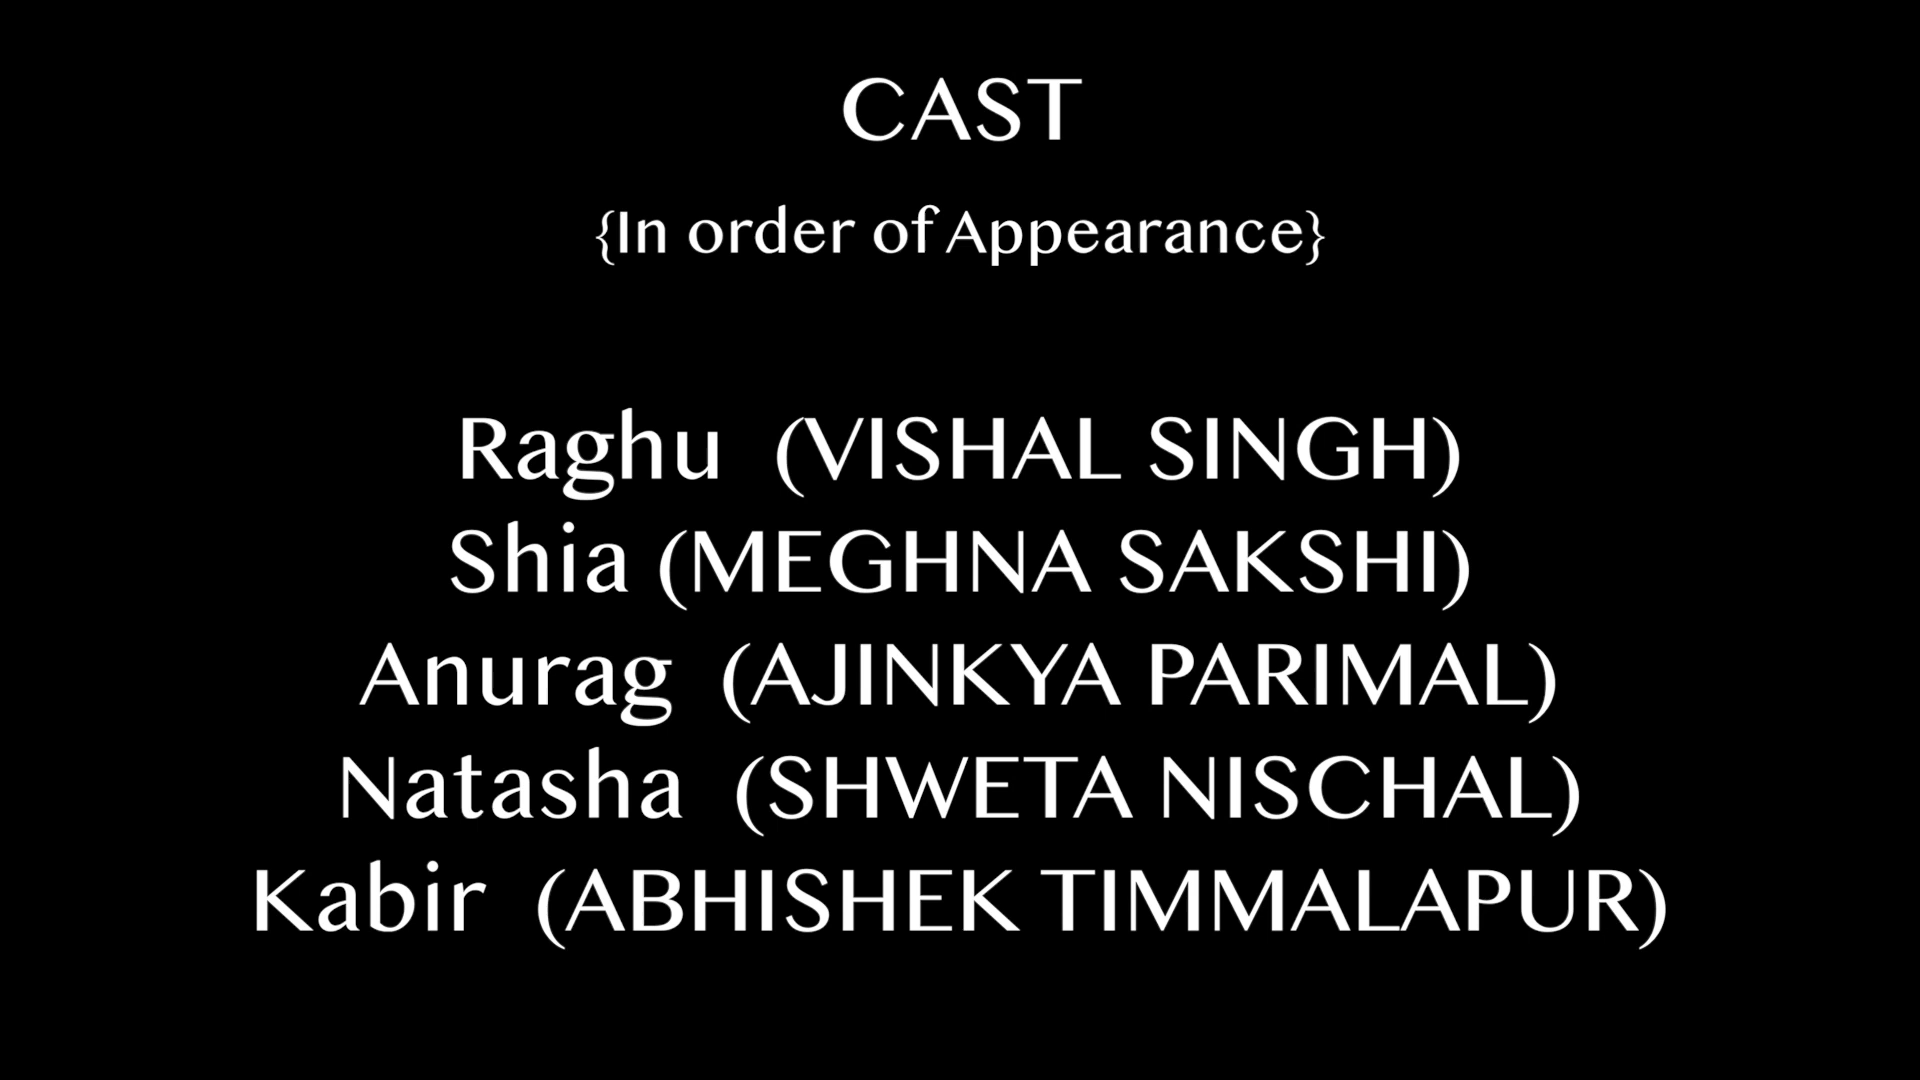 CAST
{In order of Appearance}
Raghu (VISHAL SINGH)
Shia (MEGHNA SAKSHI)
Anurag (AJINKYA PARIMAL)
Natasha (SHWETA NISCHAL)
Kabir (ABHISHEK TIMMALAPUR)